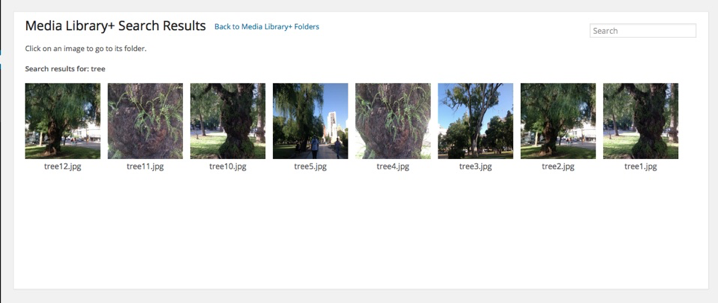 Media Library+ Search Results Back to Media Library+ Folders
Search
Click on an image to go to its folder.
Search results for: tree
tree12.jpg tree11.jpg tree10.jpg tree5.jpg tree4.jpg tree3.jpg tree2.jpg tree1.jpg